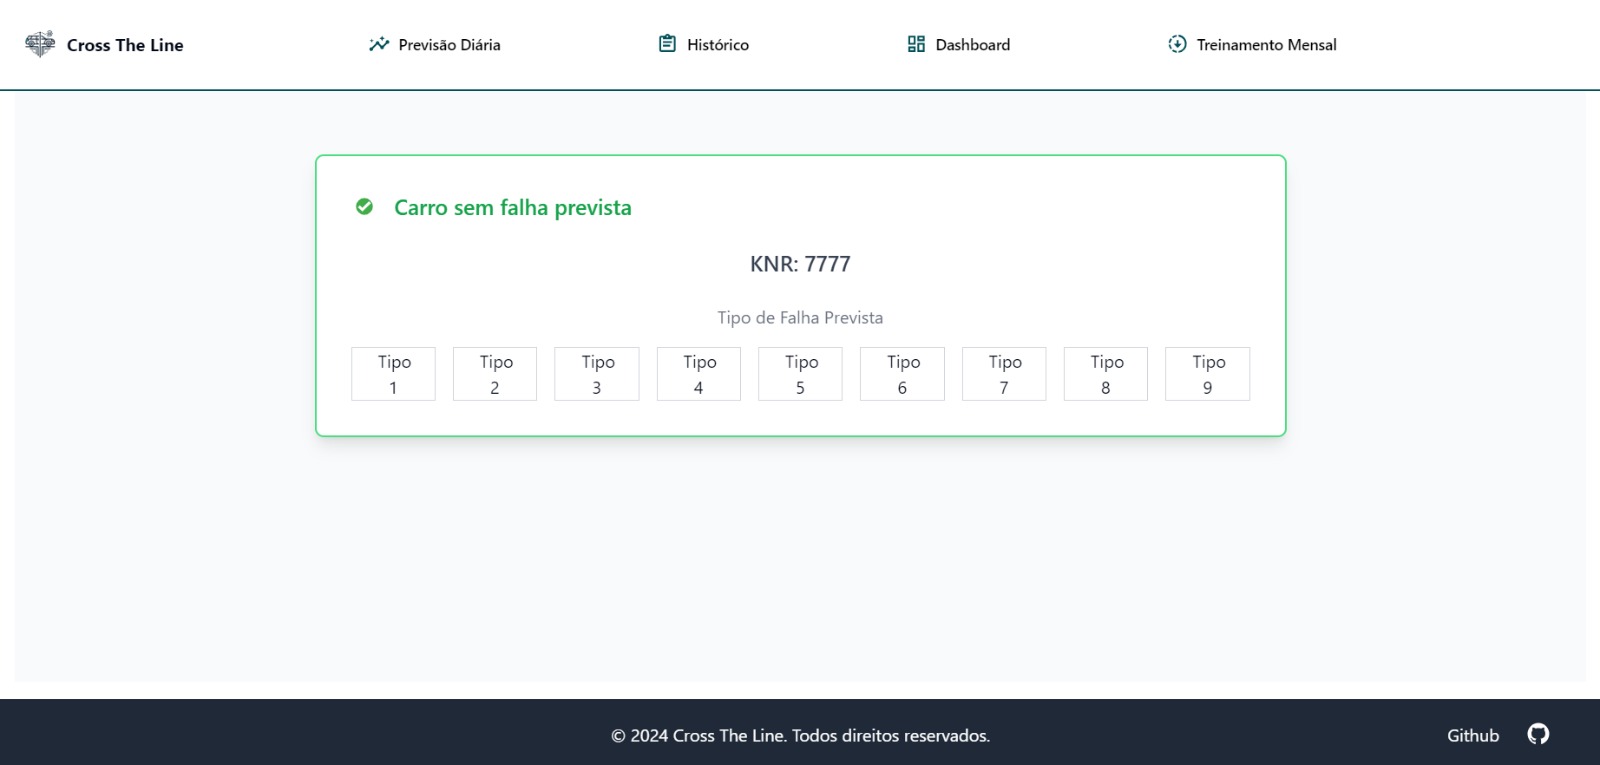 Cross The Line
Previsão Diária
Histórico
Dashboard
Treinamento Mensal
Carro sem falha prevista
KNR: 7777
Tipo de Falha Prevista
Tipo
1
Tipo
2
Tipo
3
Tipo
4
Tipo
5
Tipo
6
Tipo
7
Tipo
8
Tipo
9
© 2024 Cross The Line. Todos direitos reservados.
Github